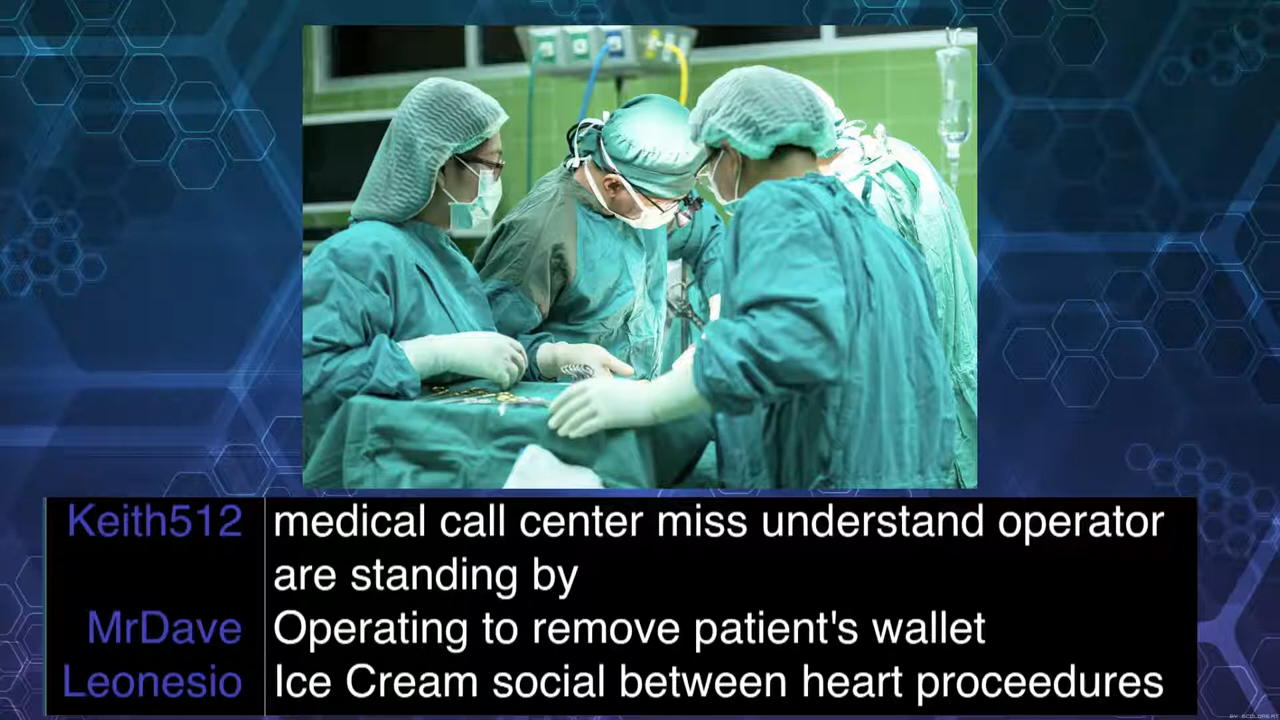 Keith512 medical call center miss understand operator
are standing by
MrDave Operating to remove patient's wallet
Leonesio Ice Cream social between heart proceedures